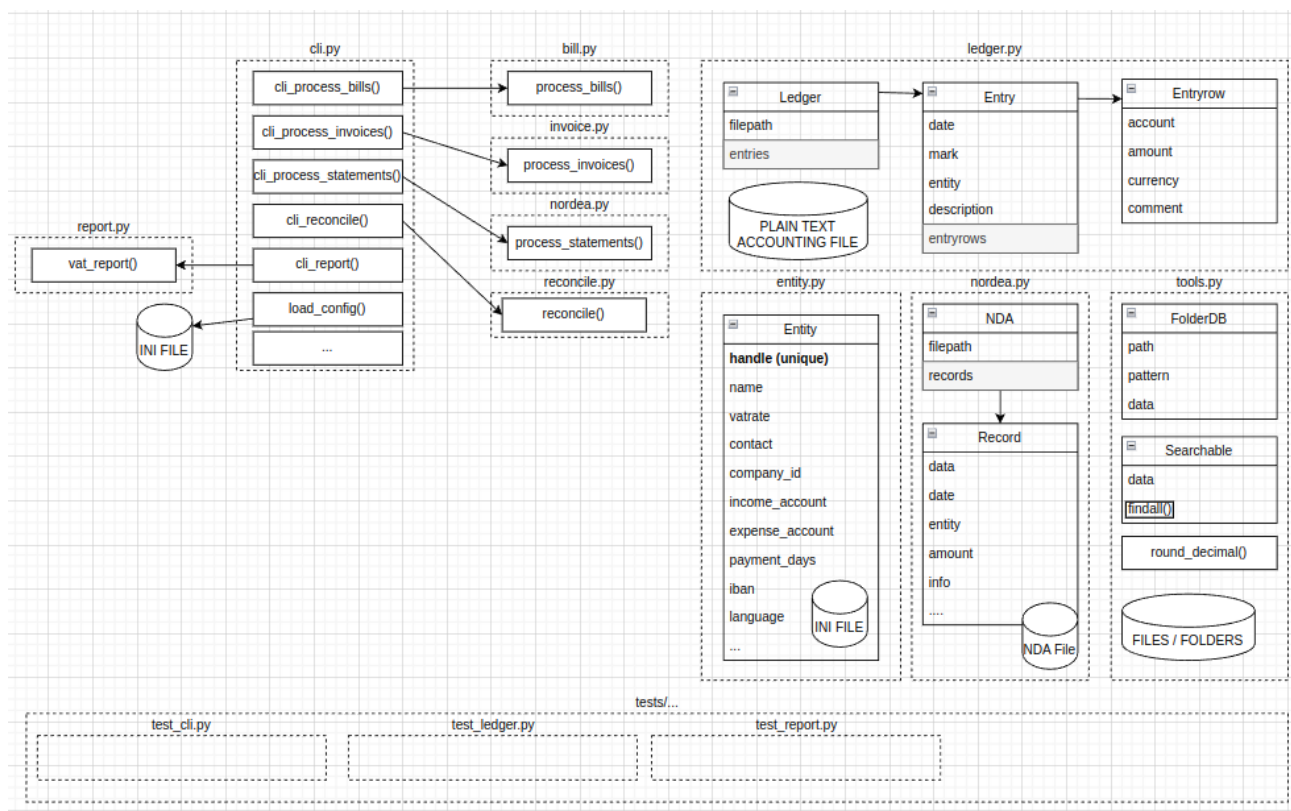 cli.py
cli_process_bills()
cli_process_invoices()
cli_process_statements()
cli_reconcile()
cli_report()
load_config()
...
report.py
vat_report()
INI FILE
bill.py
process_bills()
invoice.py
process_invoices()
nordea.py
process_statements()
reconcile.py
reconcile()
ledger.py
Ledger
filepath
entries
PLAIN TEXT
ACCOUNTING FILE
Entry
date
mark
entity
description
entryrows
Entryrow
account
amount
currency
comment
entity.py
Entity
handle (unique)
name
vatrate
contact
company_id
income_account
expense_account
payment_days
iban
language
...
INI FILE
nordea.py
NDA
filepath
records
Record
data
date
entity
amount
info
....
NDA File
tools.py
FolderDB
path
pattern
data
Searchable
data
findall()
round_decimal()
FILES / FOLDERS
tests/...
test_cli.py
test_ledger.py
test_report.py